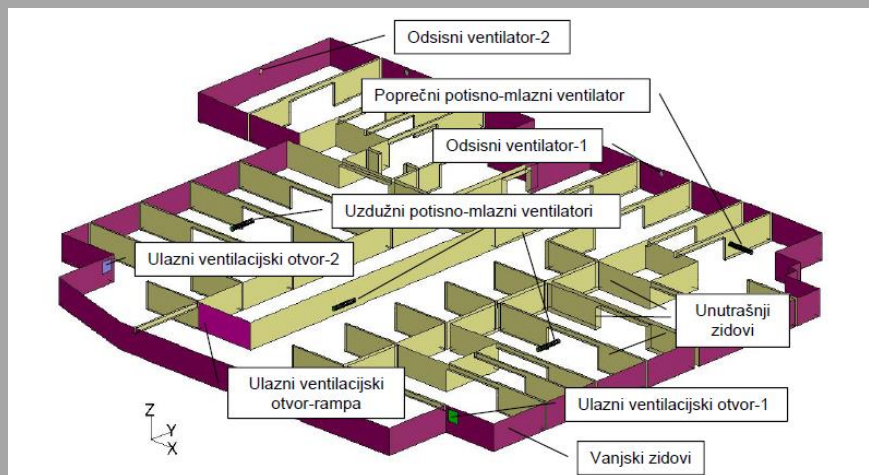 Odsisni ventilator-2
Poprečni potisno-mlazni ventilator
Odsisni ventilator-1
Uzdužni potisno-mlazni ventilatori
Ulazni ventilacijski otvor-2
Unutrašnji
zidovi
Ulazni ventilacijski
otvor-rampa
Ulazni ventilacijski otvor-1
Vanjski zidovi
Z
Y
X